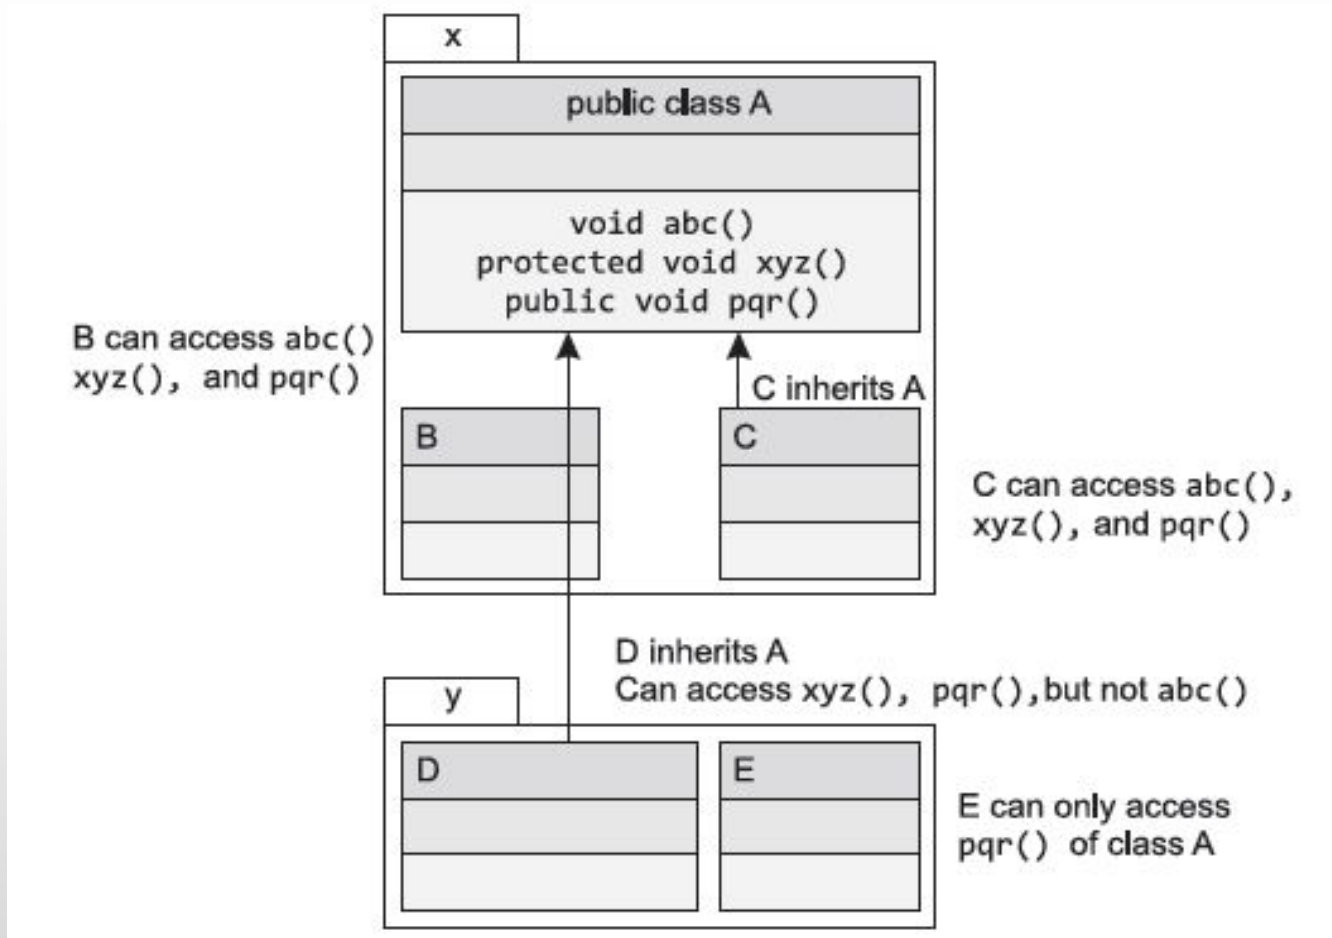 x
public class A
void abc()
protected void xyz()
public void pqr()
B can access abc()
xyz(), and pqr()
C inherits A
B
C
C can access abc(),
xyz(), and pqr()
D inherits A
Can access xyz(), pqr(),but not abc()
y
D
E
E can only access
pqr() of class A